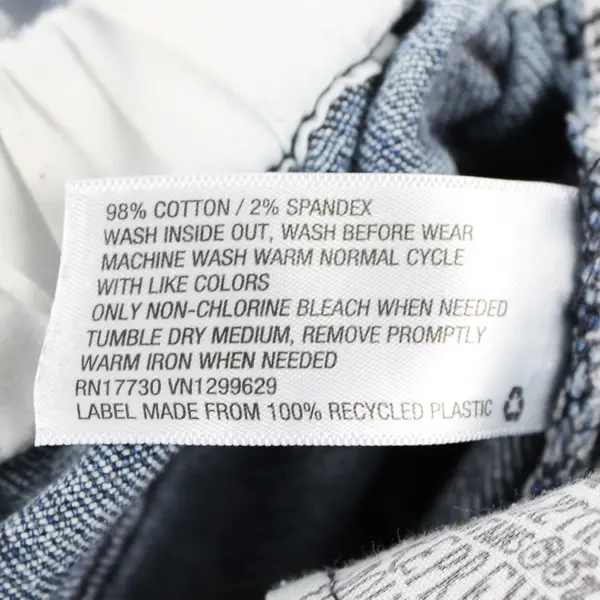 98% COTTON / 2% SPANDEX
WASH INSIDE OUT, WASH BEFORE WEAR
MACHINE WASH WARM NORMAL CYCLE
WITH LIKE COLORS
ONLY NON-CHLORINE BLEACH WHEN NEEDED
TUMBLE DRY MEDIUM, REMOVE PROMPTLY
WARM IRON WHEN NEEDED
RN17730 VN1299629
LABEL MADE FROM 100% RECYCLED PLASTIC